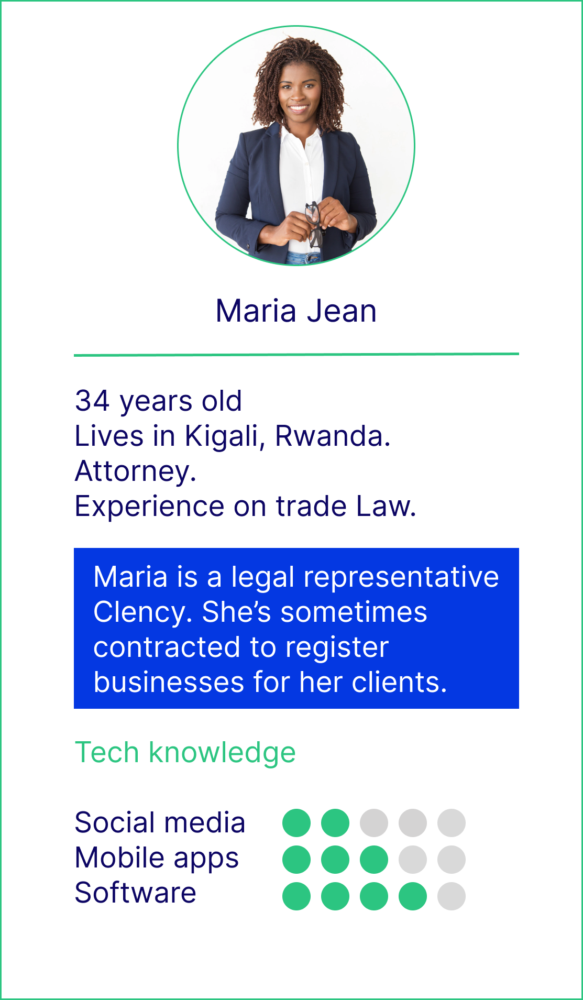 Maria Jean
34 years old
Lives in Kigali, Rwanda.
Attorney.
Experience on trade Law.
Maria is a legal representative
Clency. She’s sometimes
contracted to register
businesses for her clients.
Tech knowledge
Social media
Mobile apps
Software